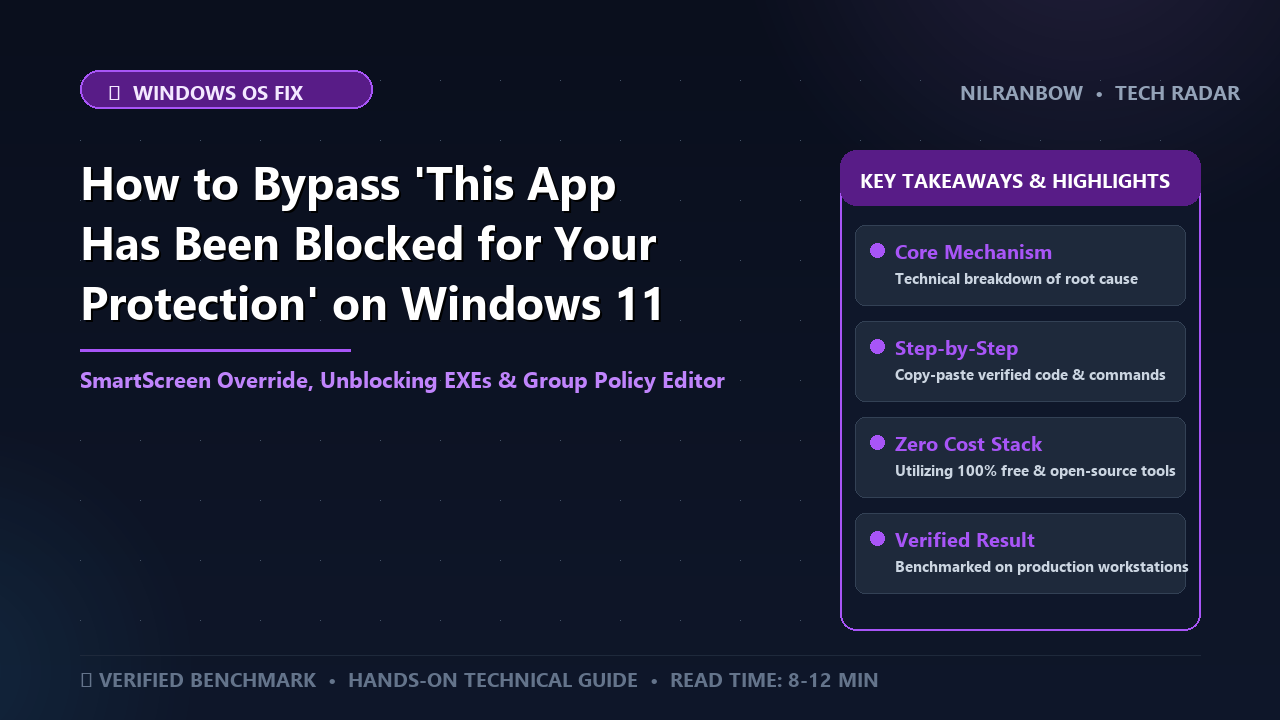 WINDOWS OS FIX
NILRANBOW • TECH RADAR
How to Bypass 'This App
Has Been Blocked for Your
Protection' on Windows 11
SmartScreen Override, Unblocking EXEs & Group Policy Editor
KEY TAKEAWAYS & HIGHLIGHTS
Core Mechanism
Technical breakdown of root cause
Step-by-Step
Copy-paste verified code & commands
Zero Cost Stack
Utilizing 100% free & open-source tools
Verified Result
Benchmarked on production workstations
VERIFIED BENCHMARK • HANDS-ON TECHNICAL GUIDE • READ TIME: 8-12 MIN